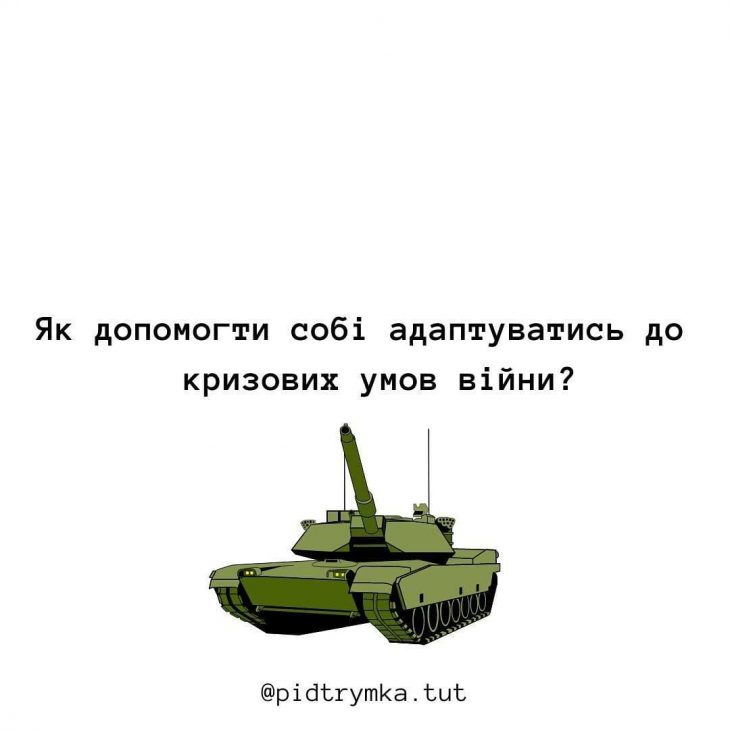 Як допомогти собі адаптуватись до
кризових умов війни?
@pidtrymka.tut